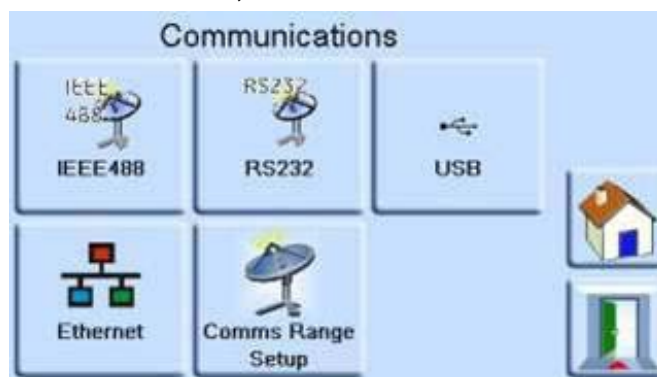 Communications
IEEE
488
IEEE488
RS232
RS232
USB
Ethernet
Comms Range
Setup